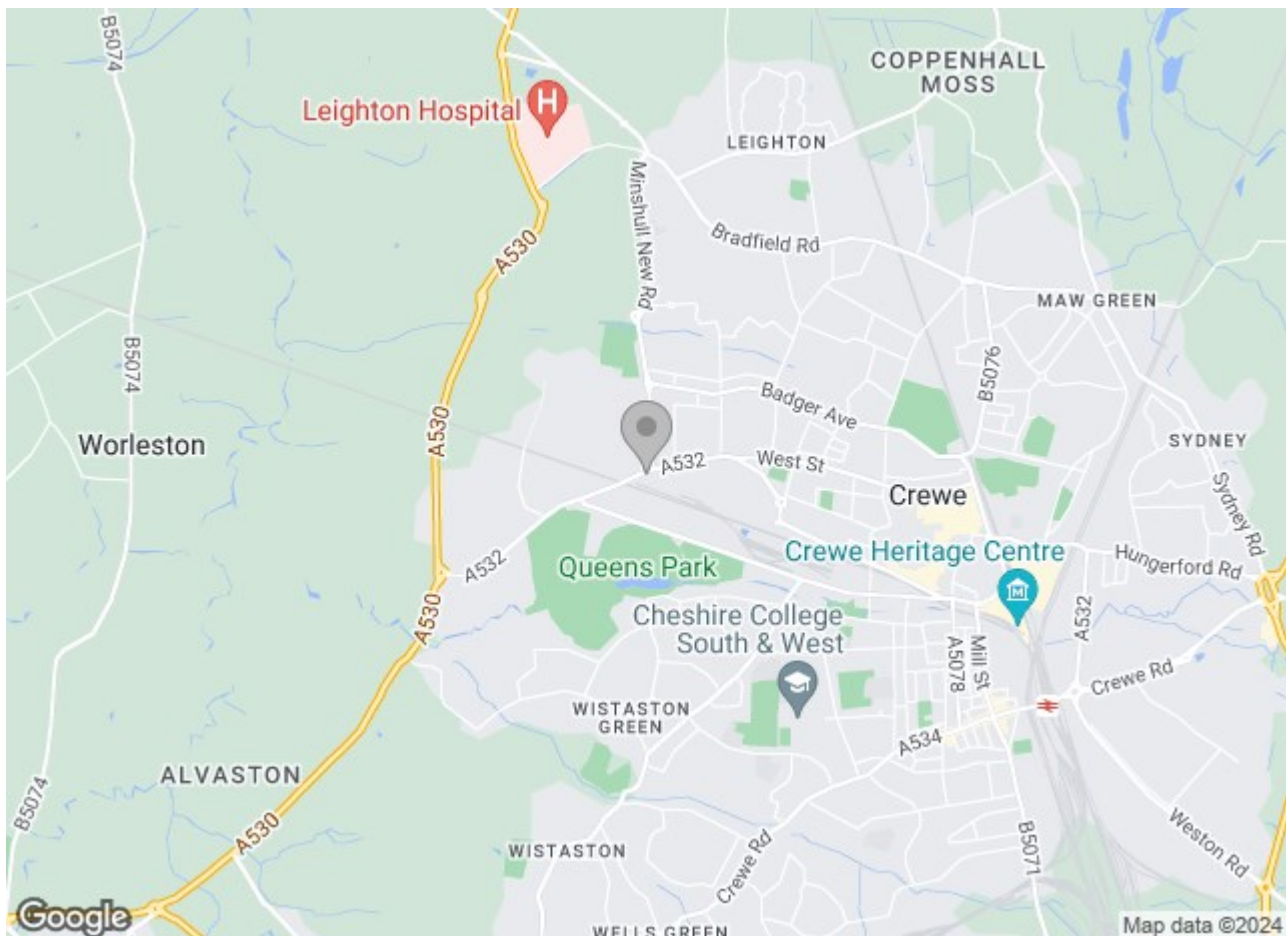 B5074
COPPENHALL
MOSS
Leighton Hospital
H
LEIGHTON
Minshull New Rd
Bradfield Rd
A530
MAW GREEN
B5074
B5076
Badger Ave
A530
Worleston
SYDNEY
A532
West St
Crewe
Sydney Rd
Queens Park
Crewe Heritage Centre
M
Hungerford Rd
A532
A530
Cheshire College
South & West
A532
Mill St
A5078
Crewe Rd
WISTASTON
GREEN
A534
ALVASTON
B5074
A530
Weston Rd
B5071
WISTASTON
Crewe Rd
WELLS GREEN
Google
Map data ©2024